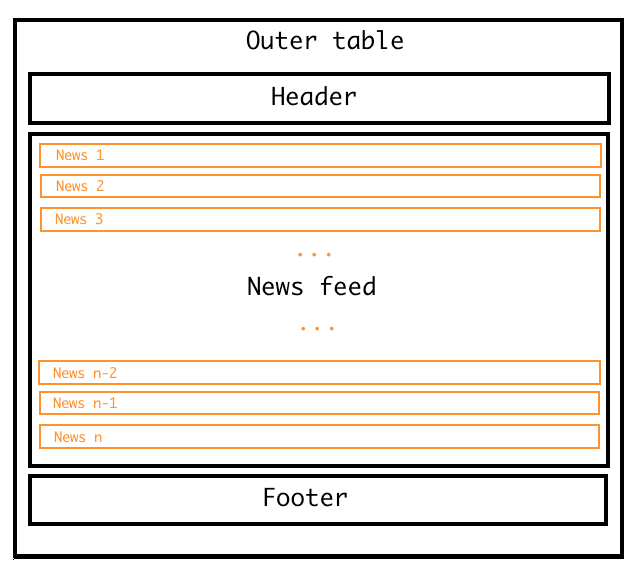 Outer table
Header
News 1
News 2
News 3
...
News feed
...
News n-2
News n-1
News n
Footer